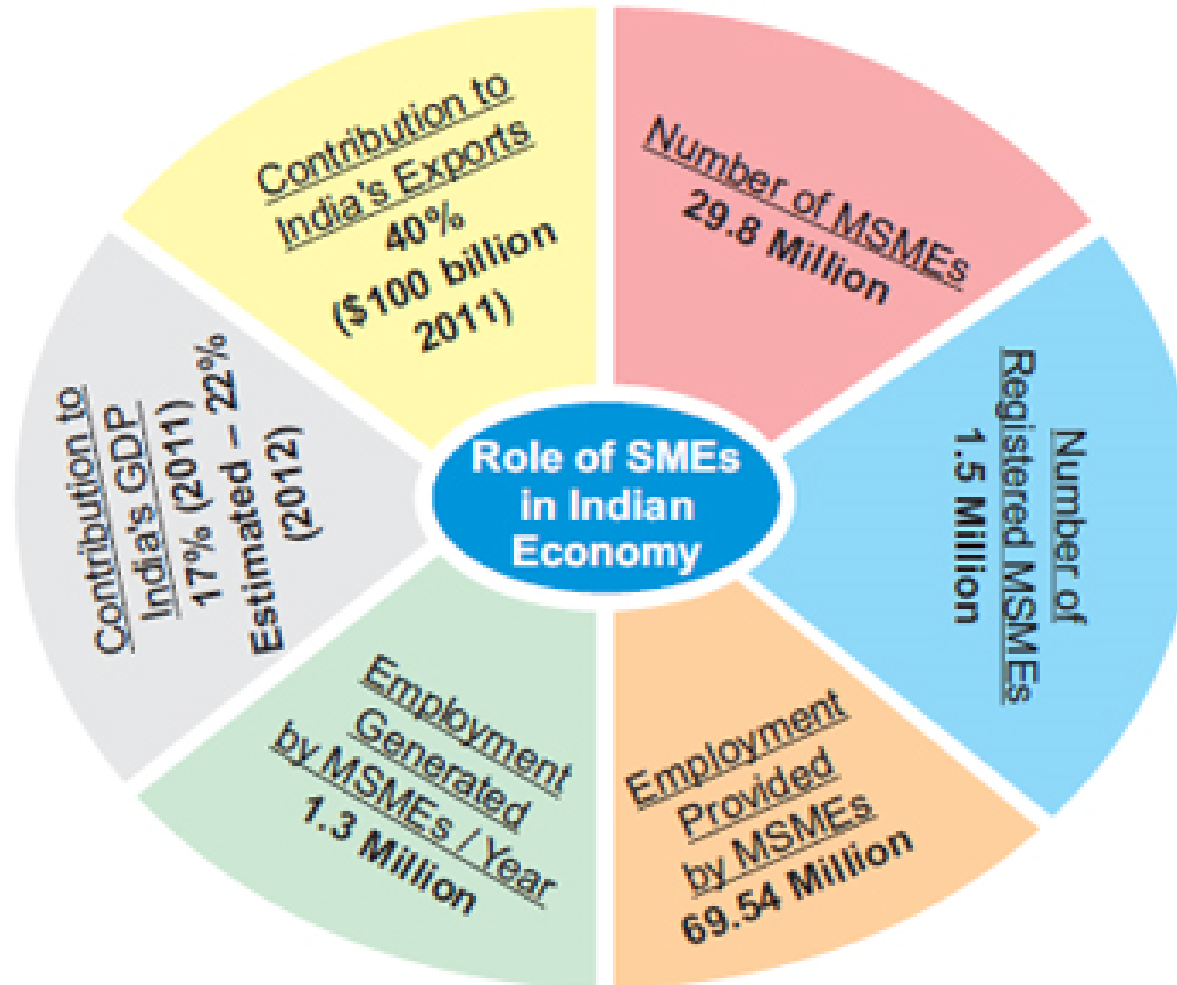 Role of SMEs
in Indian
Economy
Number of MSMEs
29.8 Million
Number of
Registered MSMEs
1.5 Million
Employment
Provided
by MSMEs
69.54 Million
Employment
Generated
by MSMEs / Year
1.3 Million
Contribution to
India's GDP
17% (2011)
Estimated – 22%
(2012)
Contribution to
India's Exports
40%
($100 billion
2011)